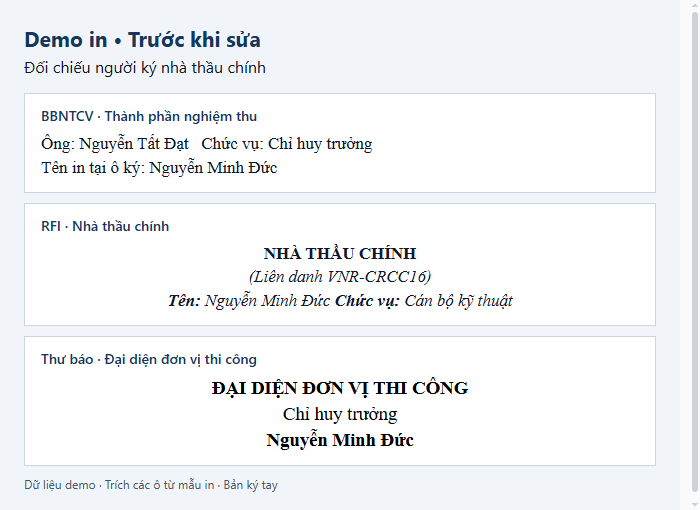 Demo in • Trước khi sửa
Đối chiếu người ký nhà thầu chính
BBNTCV · Thành phần nghiệm thu
Ông: Nguyễn Tất Đạt Chức vụ: Chỉ huy trưởng
Tên in tại ô ký: Nguyễn Minh Đức
RFI · Nhà thầu chính
NHÀ THẦU CHÍNH
(Liên danh VNR-CRCC16)
Tên: Nguyễn Minh Đức Chức vụ: Cán bộ kỹ thuật
Thư báo · Đại diện đơn vị thi công
ĐẠI DIỆN ĐƠN VỊ THI CÔNG
Chỉ huy trưởng
Nguyễn Minh Đức
Dữ liệu demo · Trích các ô từ mẫu in · Bản ký tay